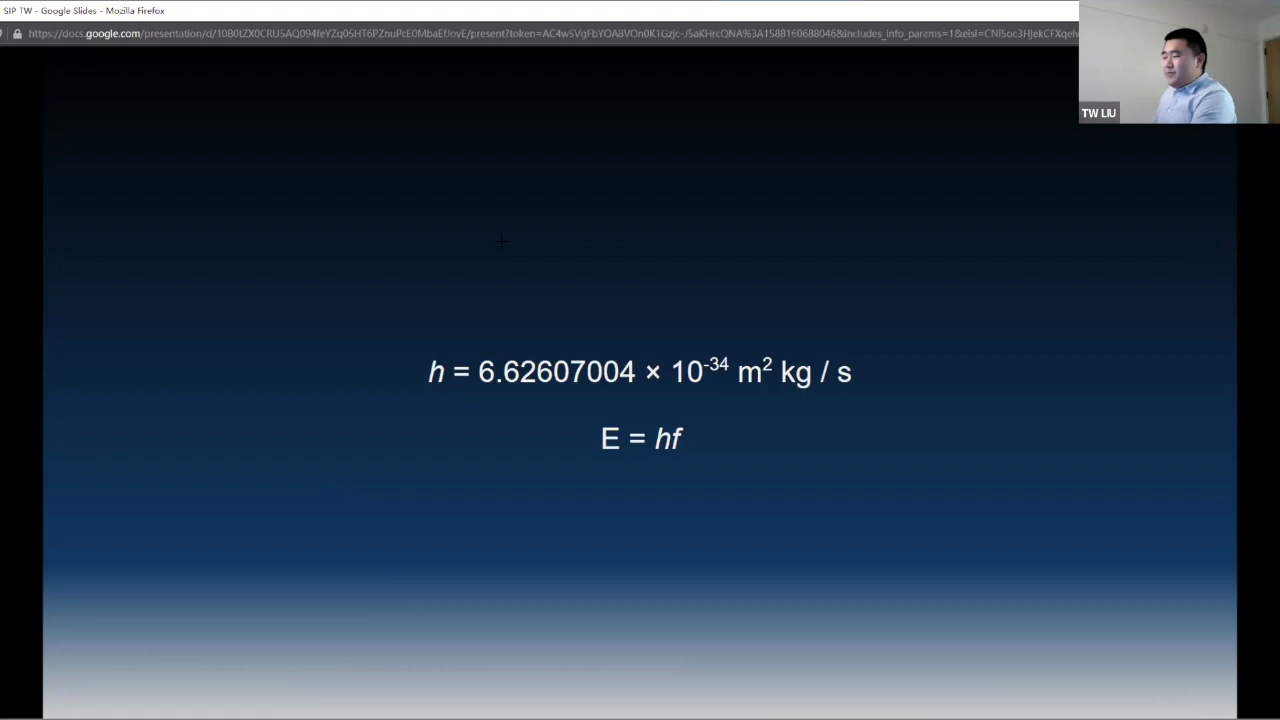 SIP TW - Google Slides - Mozilla Firefox
TW LIU
h = 6.62607004 × 10⁻³⁴ m² kg / s
E = hf